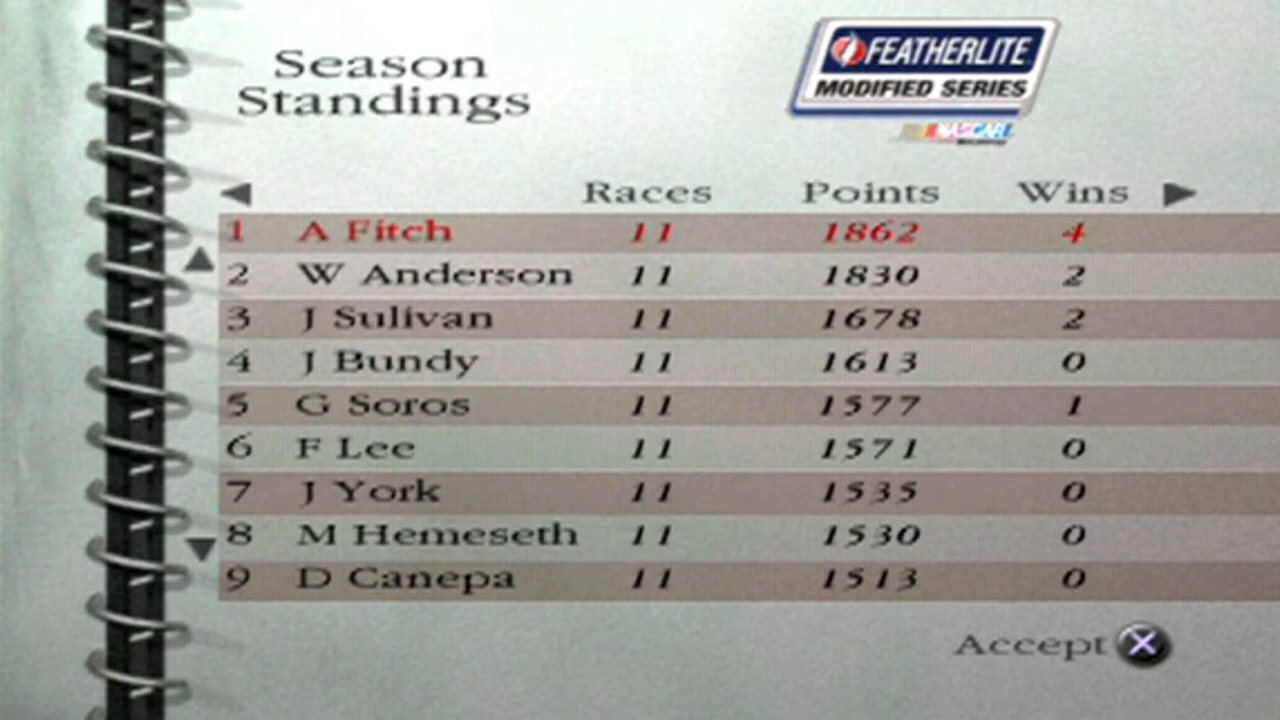 Season
Standings
FEATHERLITE
MODIFIED SERIES
NASCAR
Races Points Wins
1 A Fitch 11 1862 4
2 W Anderson 11 1830 2
3 J Sulivan 11 1678 2
4 J Bundy 11 1613 0
5 G Soros 11 1577 1
6 F Lee 11 1571 0
7 J York 11 1535 0
8 M Hemeseth 11 1530 0
9 D Canepa 11 1513 0
Accept